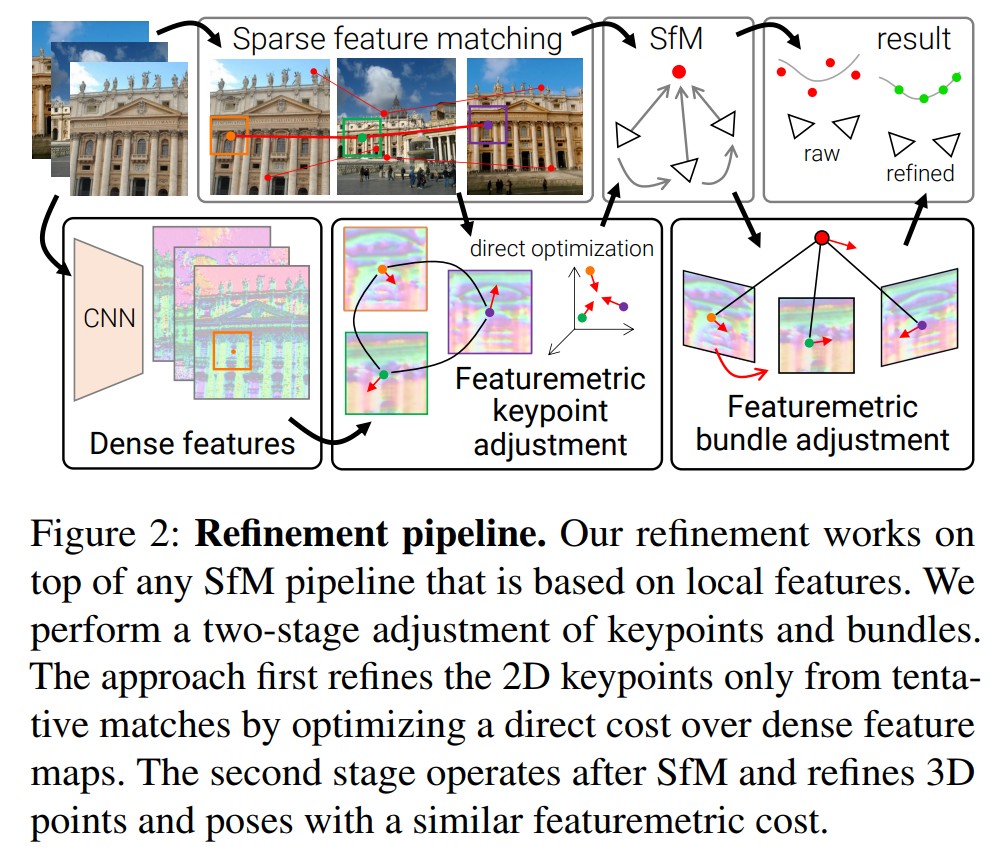 Sparse feature matching
SfM
result
raw
refined
CNN
Dense features
direct optimization
Featuremetric
keypoint
adjustment
Featuremetric
bundle adjustment
Figure 2: Refinement pipeline. Our refinement works on
top of any SfM pipeline that is based on local features. We
perform a two-stage adjustment of keypoints and bundles.
The approach first refines the 2D keypoints only from tenta-
tive matches by optimizing a direct cost over dense feature
maps. The second stage operates after SfM and refines 3D
points and poses with a similar featuremetric cost.